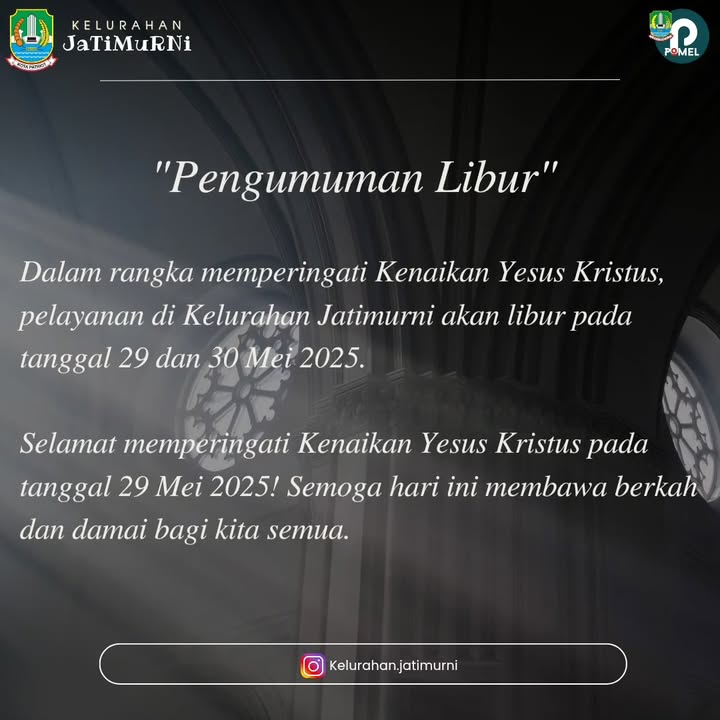 KELURAHAN
JaTiMuRNi
KOTA PATRIOT
POMEL
"Pengumuman Libur"
Dalam rangka memperingati Kenaikan Yesus Kristus,
pelayanan di Kelurahan Jatimurni akan libur pada
tanggal 29 dan 30 Mei 2025.
Selamat memperingati Kenaikan Yesus Kristus pada
tanggal 29 Mei 2025! Semoga hari ini membawa berkah
dan damai bagi kita semua.
Kelurahan.jatimurni